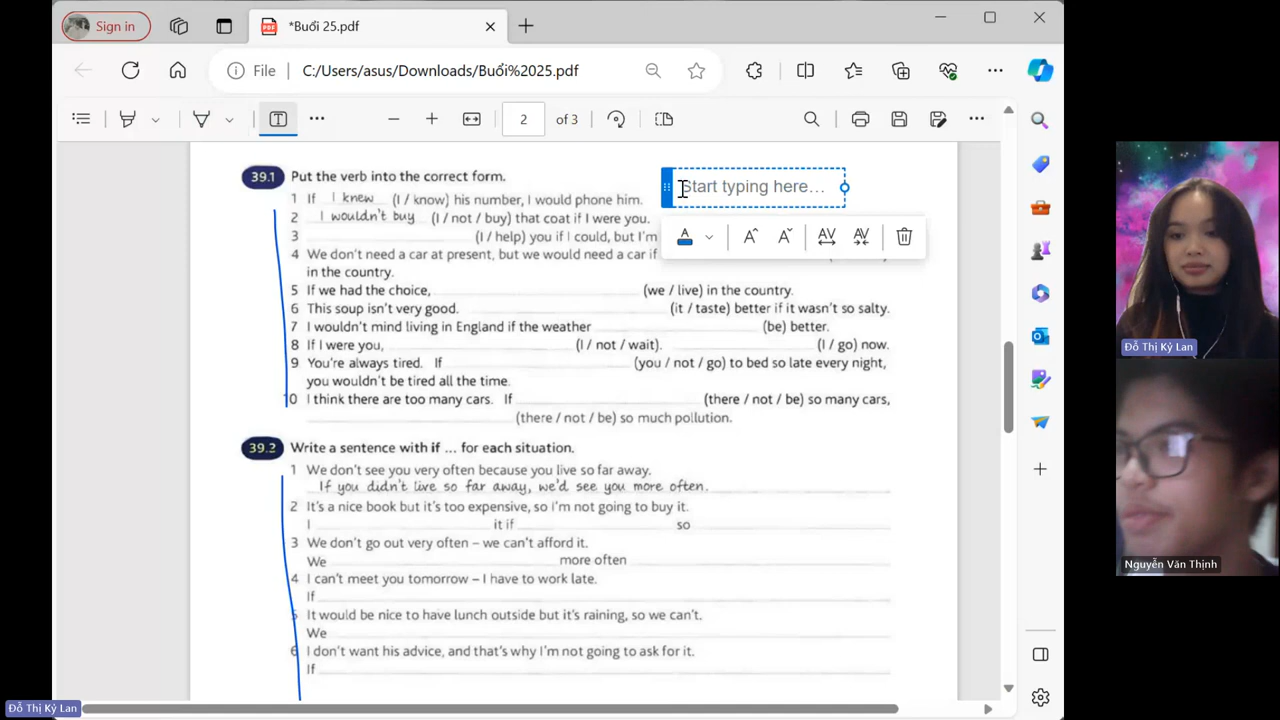 Sign in
*Buổi 25.pdf
File
C:/Users/asus/Downloads/Buổi%2025.pdf
2 of 3
39.1 Put the verb into the correct form.
1 If I knew (I / know) his number, I would phone him.
2 I wouldn't buy (I / not / buy) that coat if I were you.
3 (I / help) you if I could, but I'm
4 We don't need a car at present, but we would need a car if
in the country.
5 If we had the choice, (we / live) in the country.
6 This soup isn't very good. (it / taste) better if it wasn't so salty.
7 I wouldn't mind living in England if the weather (be) better.
8 If I were you, (I / not / wait). (I / go) now.
9 You're always tired. If (you / not / go) to bed so late every night,
you wouldn't be tired all the time.
10 I think there are too many cars. If (there / not / be) so many cars,
(there / not / be) so much pollution.
Start typing here...
39.2 Write a sentence with if ... for each situation.
1 We don't see you very often because you live so far away.
If you didn't live so far away, we'd see you more often.
2 It's a nice book but it's too expensive, so I'm not going to buy it.
I it if so
3 We don't go out very often – we can't afford it.
We more often
4 I can't meet you tomorrow – I have to work late.
If
5 It would be nice to have lunch outside but it's raining, so we can't.
We
6 I don't want his advice, and that's why I'm not going to ask for it.
If
Đỗ Thị Ký Lan
Nguyễn Văn Thịnh
Đỗ Thị Ký Lan